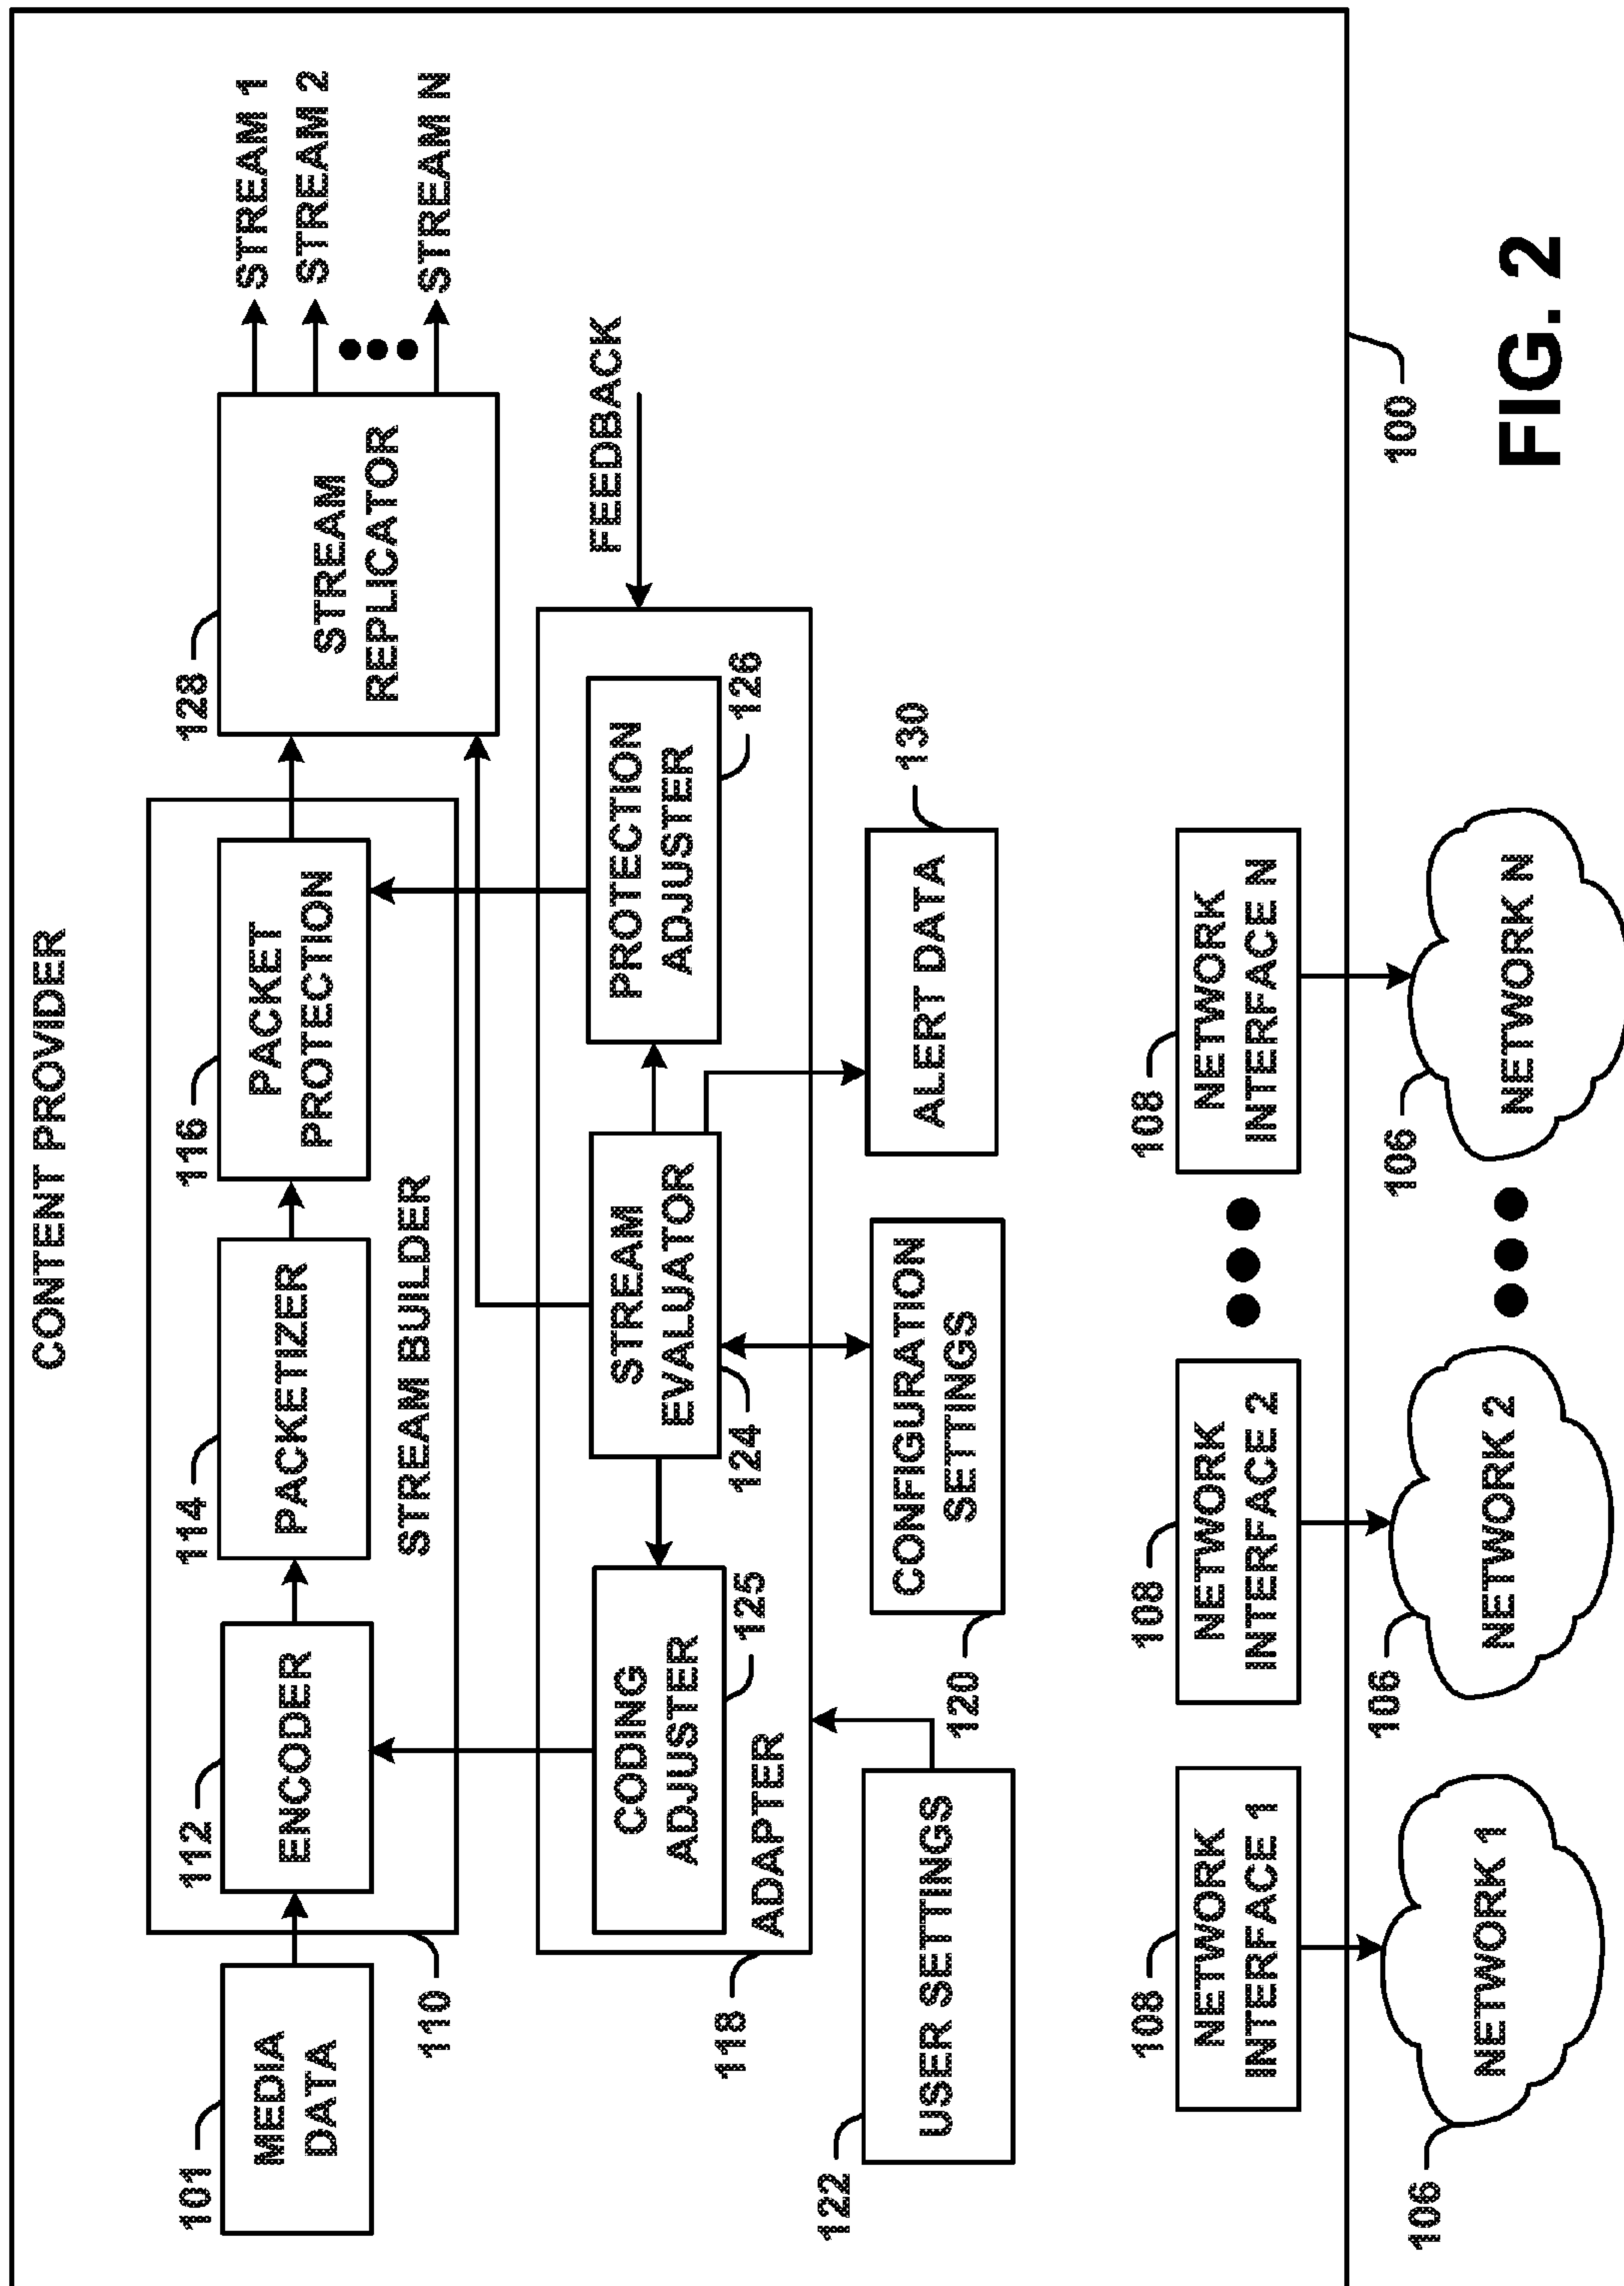 CONTENT PROVIDER
101
MEDIA
DATA
110
112
ENCODER
114
PACKETIZER
116
PACKET
PROTECTION
STREAM BUILDER
128
STREAM
REPLICATOR
STREAM 1
STREAM 2
STREAM N
FEEDBACK
118
CODING
ADJUSTER
125
ADAPTER
STREAM
EVALUATOR
124
PROTECTION
ADJUSTER
126
122
USER SETTINGS
120
CONFIGURATION
SETTINGS
ALERT DATA
130
108
NETWORK
INTERFACE 1
108
NETWORK
INTERFACE 2
108
NETWORK
INTERFACE N
100
106
NETWORK 1
106
NETWORK 2
106
NETWORK N
FIG. 2